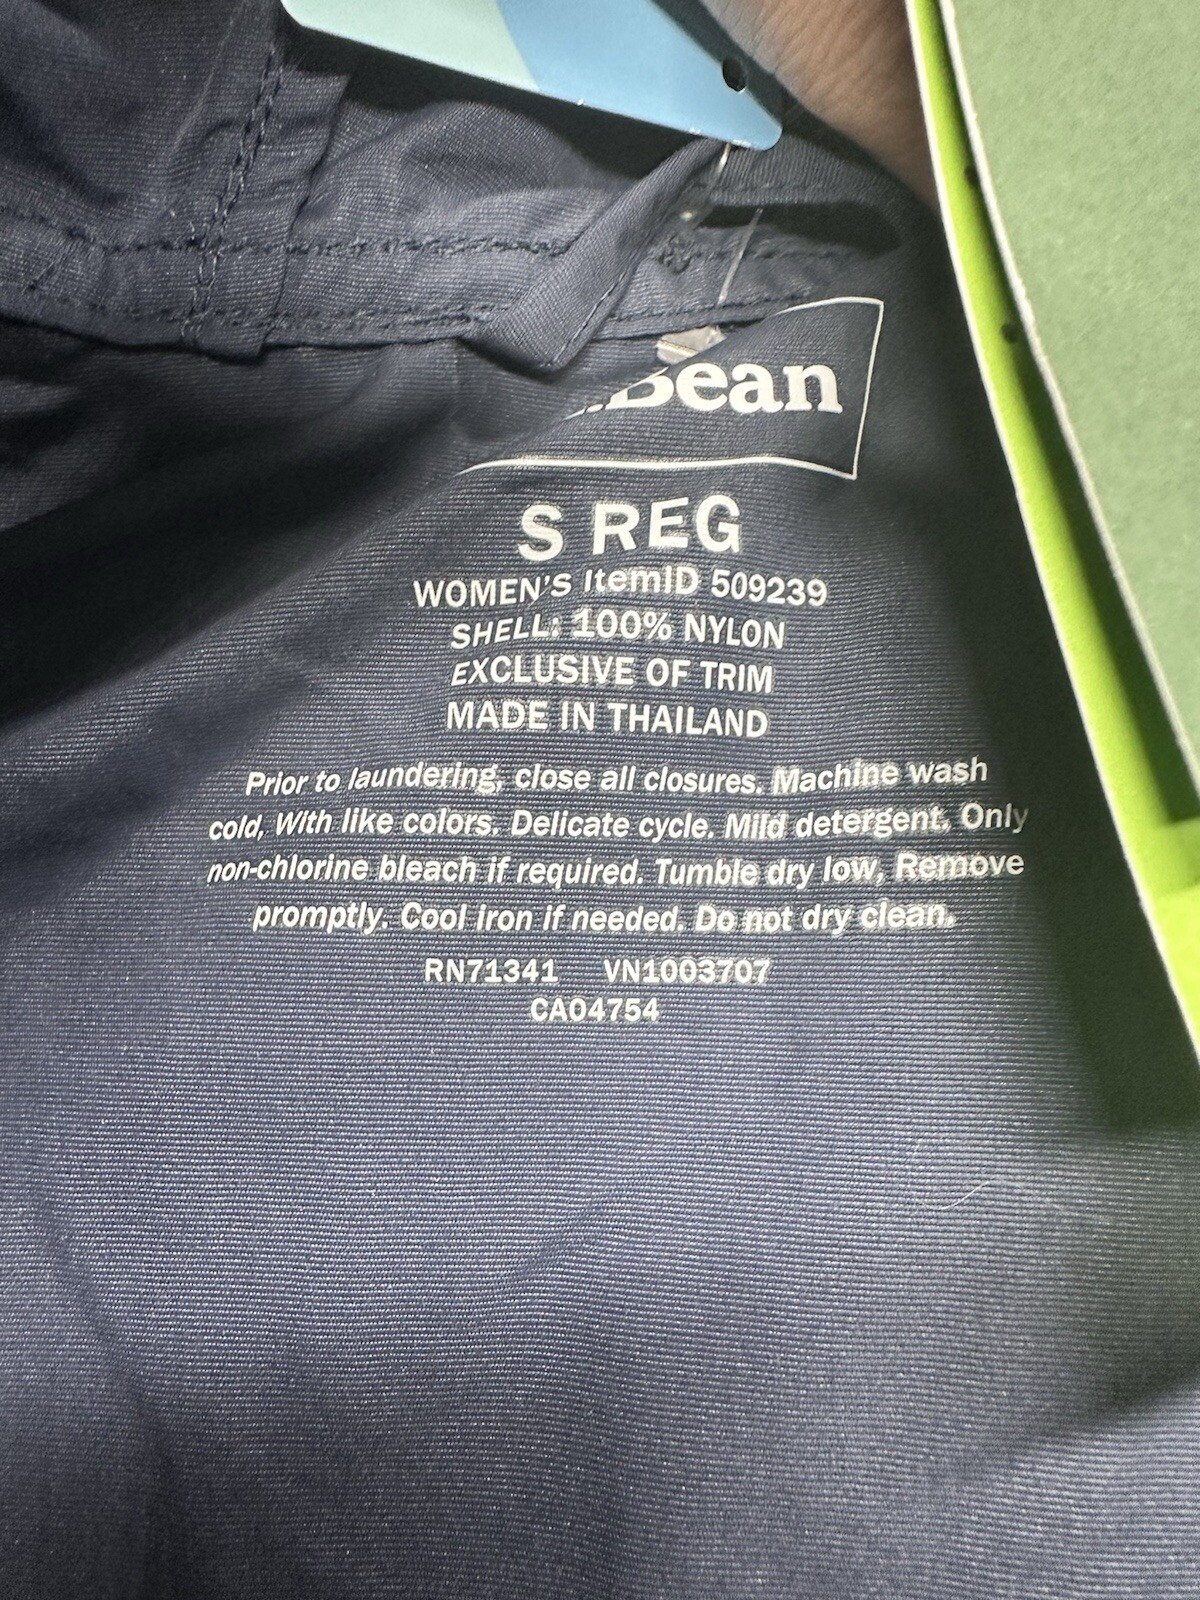 Bean
S REG
WOMEN'S ItemID 509239
SHELL: 100% NYLON
EXCLUSIVE OF TRIM
MADE IN THAILAND
Prior to laundering, close all closures. Machine wash
cold, With like colors. Delicate cycle. Mild detergent. Only
non-chlorine bleach if required. Tumble dry low, Remove
promptly. Cool iron if needed. Do not dry clean.
RN71341 VN1003707
CA04754